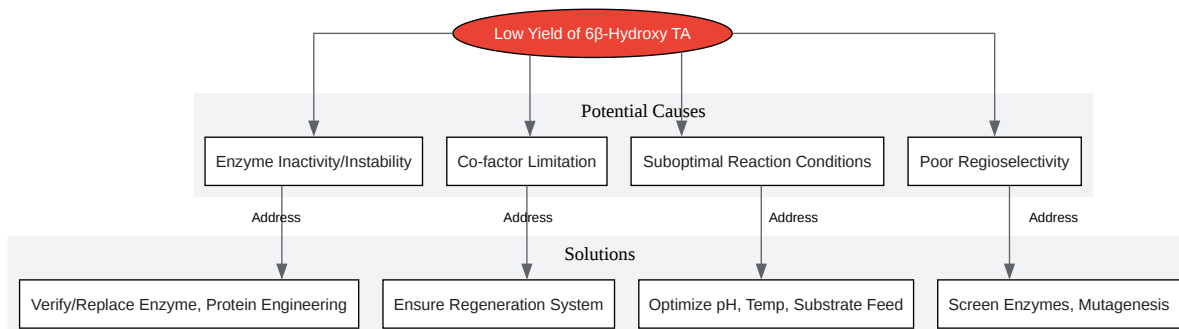 Low Yield of 6β-Hydroxy TA
Potential Causes
Enzyme Inactivity/Instability
Co-factor Limitation
Suboptimal Reaction Conditions
Poor Regioselectivity
Address
Address
Address
Address
Solutions
Verify/Replace Enzyme, Protein Engineering
Ensure Regeneration System
Optimize pH, Temp, Substrate Feed
Screen Enzymes, Mutagenesis